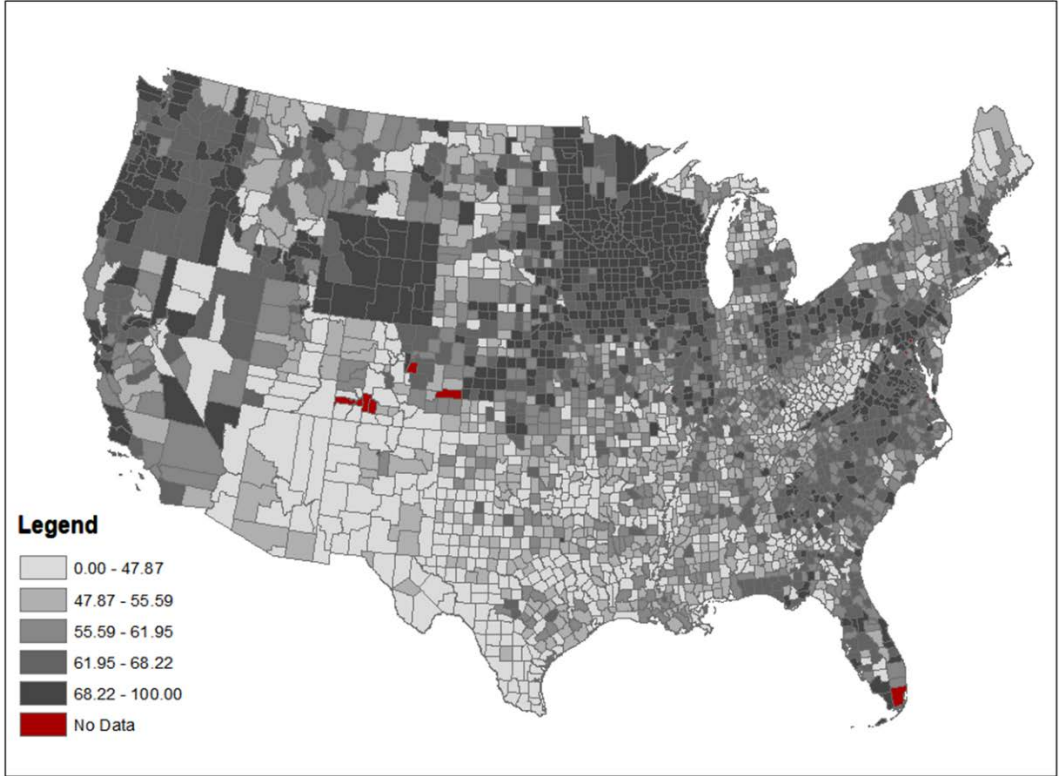 Legend
0.00 - 47.87
47.87 - 55.59
55.59 - 61.95
61.95 - 68.22
68.22 - 100.00
No Data